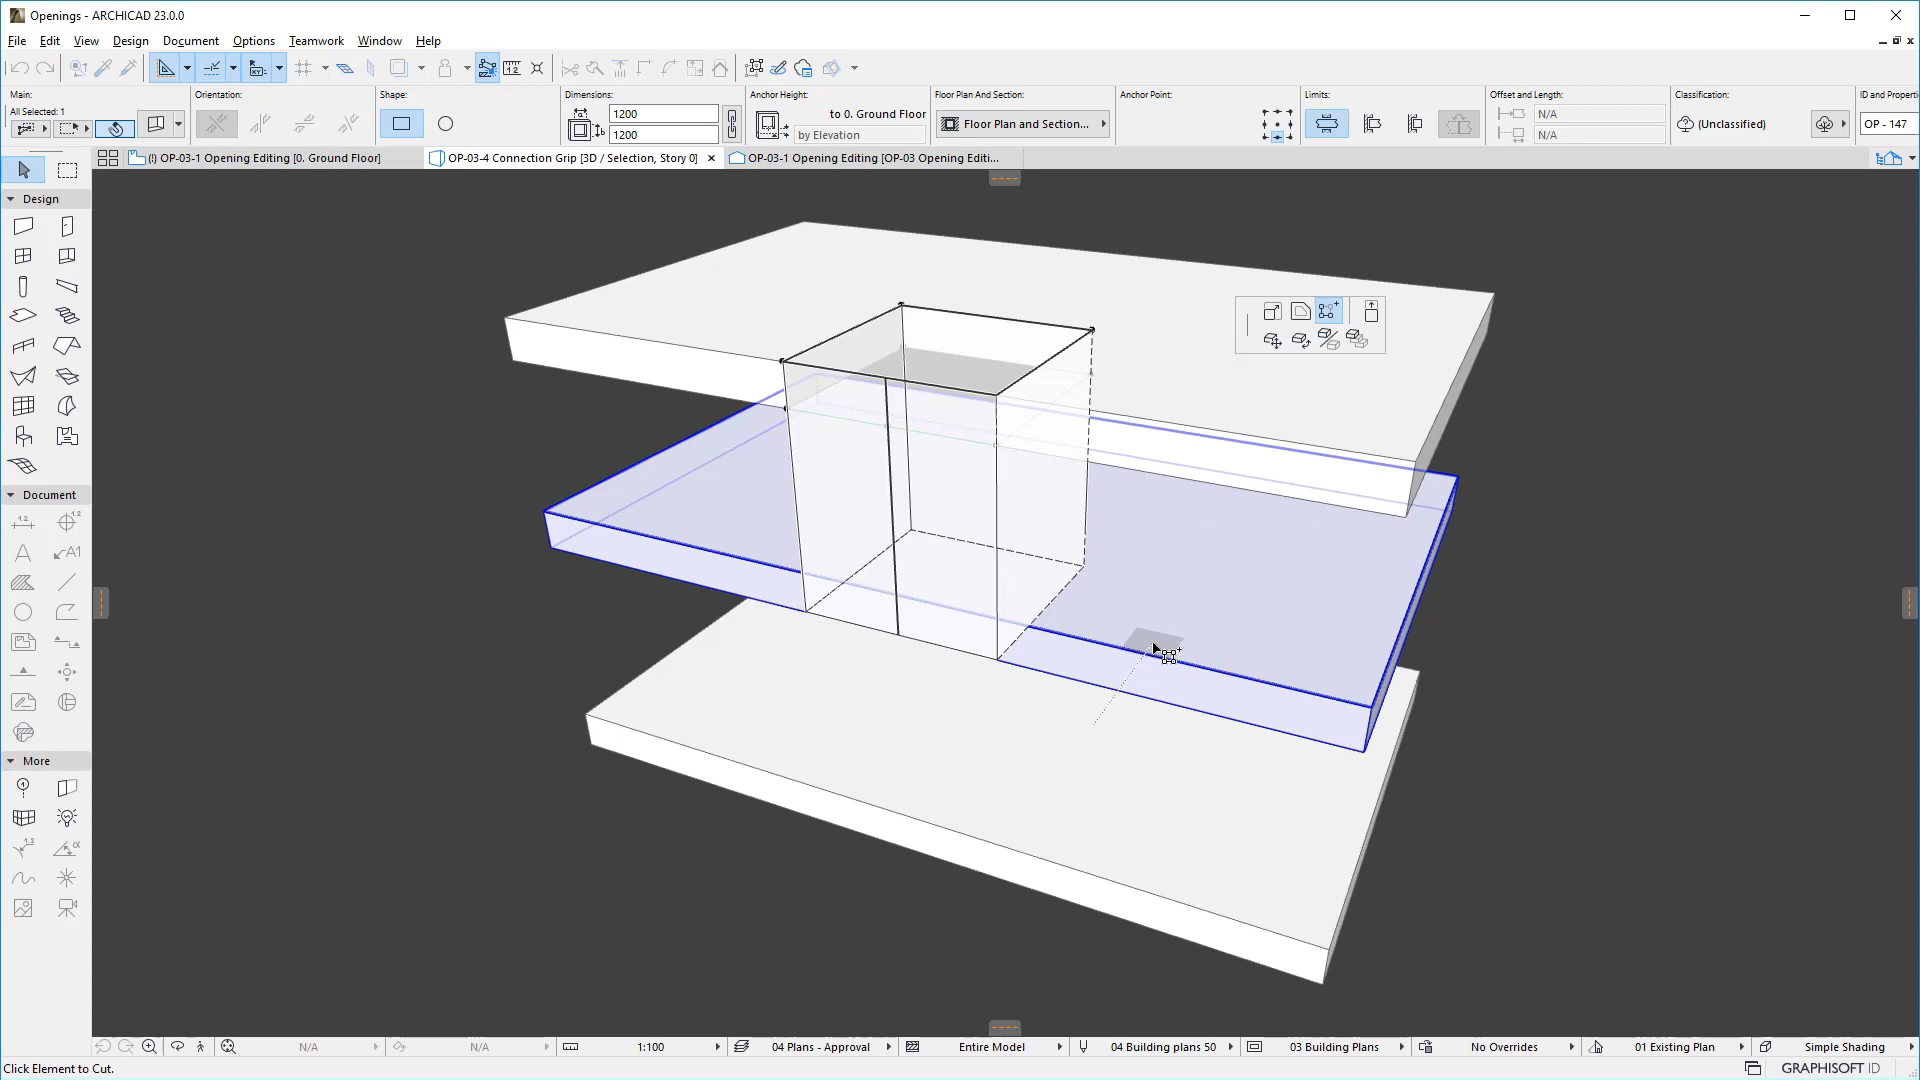 Openings - ARCHICAD 23.0.0
File Edit View Design Document Options Teamwork Window Help
Main: Orientation: Shape: Dimensions: Anchor Height: Floor Plan And Section: Anchor Point: Limits: Offset and Length: Classification: ID and Properti
All Selected: 1
1200 to 0. Ground Floor N/A
Floor Plan and Section... (Unclassified) OP - 147
1200 by Elevation N/A
(!) OP-03-1 Opening Editing [0. Ground Floor] OP-03-4 Connection Grip [3D / Selection, Story 0] OP-03-1 Opening Editing [OP-03 Opening Editi...
Design
Document
More
N/A N/A 1:100 04 Plans - Approval Entire Model 04 Building plans 50 03 Building Plans No Overrides 01 Existing Plan Simple Shading
Click Element to Cut. GRAPHISOFT ID